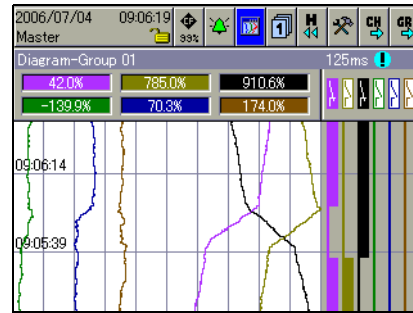 2006/07/04 09:06:19
Master
99%
1
H
CH
GR
Diagram-Group 01 125ms
42.0% 785.0% 910.6%
-139.9% 70.3% 174.0%
09:06:14
09:05:39